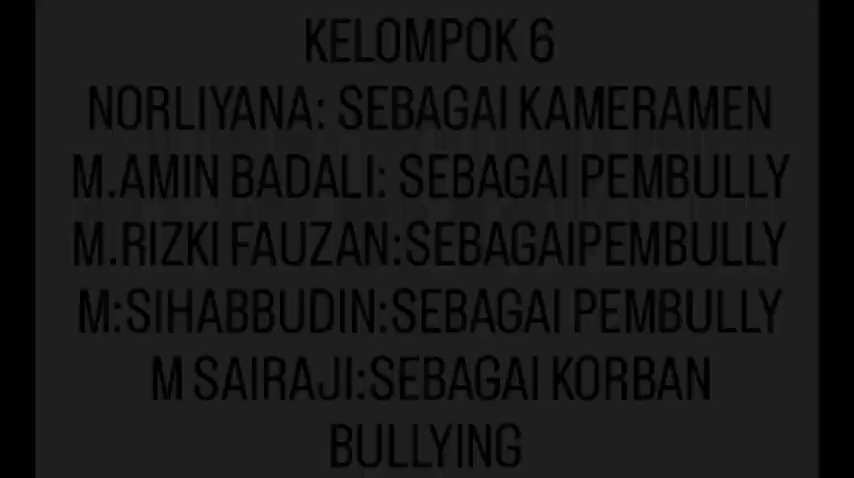 KELOMPOK 6
NORLIYANA: SEBAGAI KAMERAMEN
M.AMIN BADALI: SEBAGAI PEMBULLY
M.RIZKI FAUZAN:SEBAGAIPEMBULLY
M:SIHABBUDIN:SEBAGAI PEMBULLY
M SAIRAJI:SEBAGAI KORBAN
BULLYING